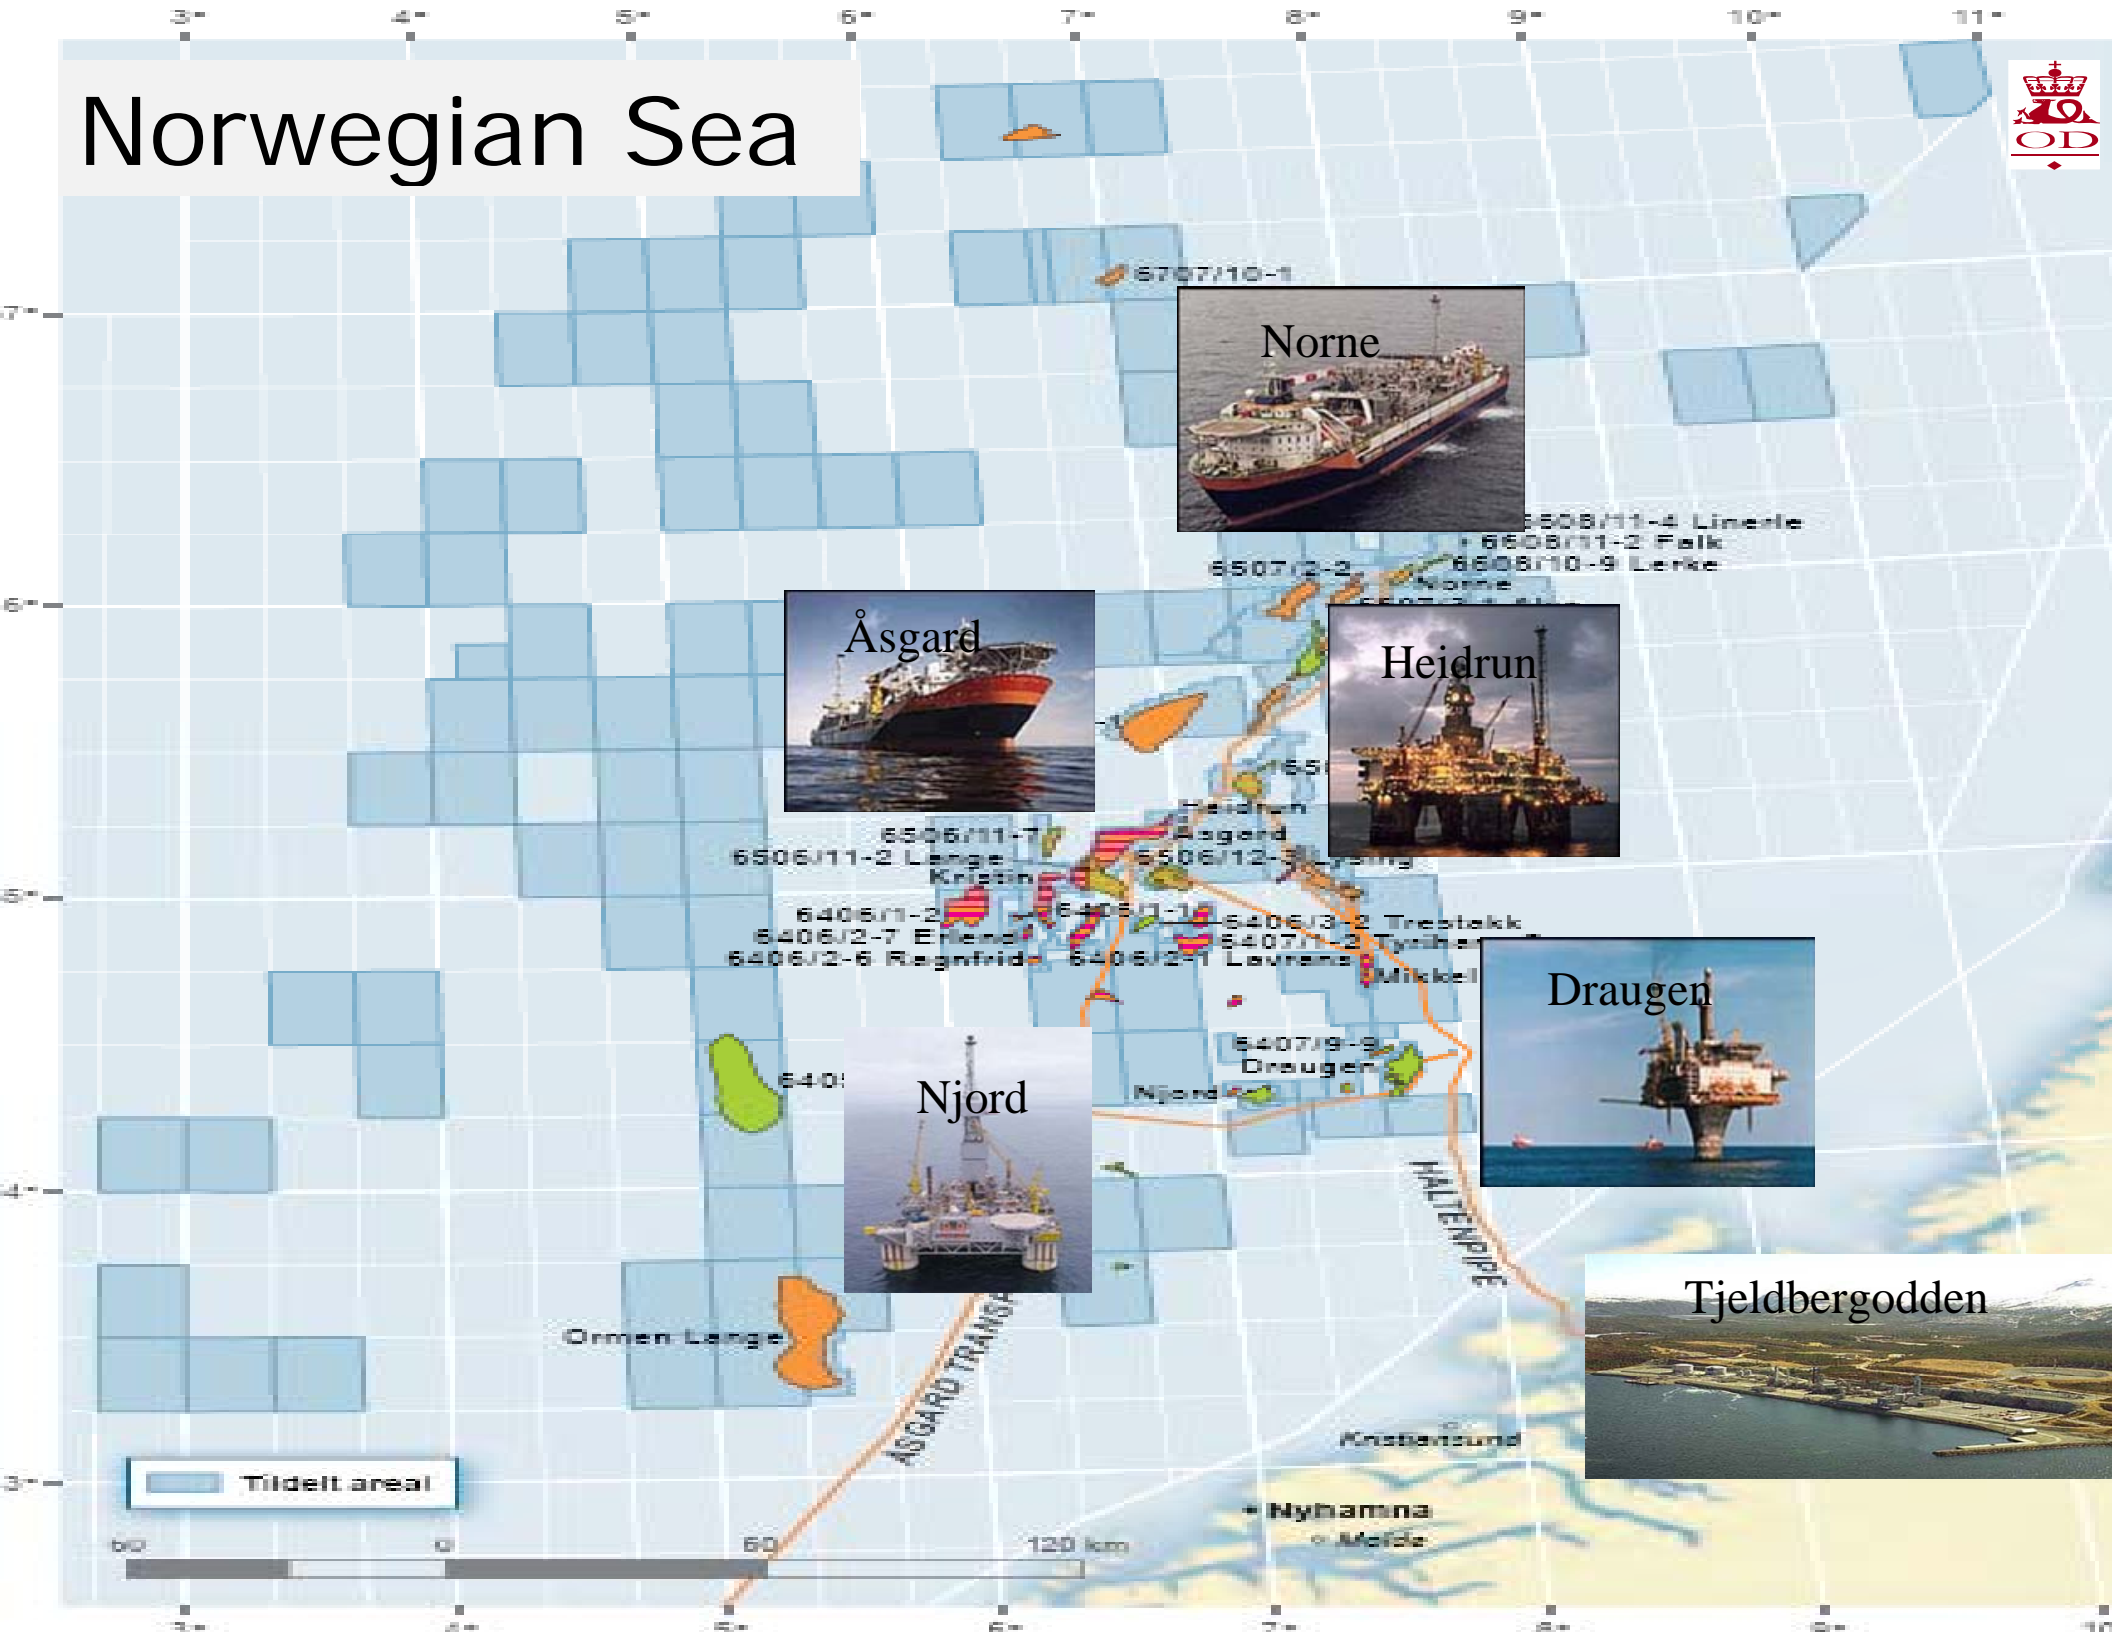 3° 4° 5° 6° 7° 8° 9° 10° 11°
Norwegian Sea
OD
6707/10-1
Norne
6608/11-4 Linerle
6608/11-2 Falk
6507/2-2
6608/10-9 Lerke
Norne
Åsgard
Heidrun
Heidrun
6506/11-7
Åsgard
6506/11-2 Lange
6506/12-3 Lysing
Kristin
6406/1-2
6406/3-2 Trestakk
6406/2-7 Erlend
6406/2-6 Ragnfrid
6406/2-1 Lavrans
Mikkel
Draugen
6407/9-9
Draugen
Njord
Njord
HALTENPIPE
Tjeldbergodden
Ormen Lange
ÅSGARD TRANS
Kristiansund
Tildelt areal
Nyhamna
Molde
60 0 60 120 km